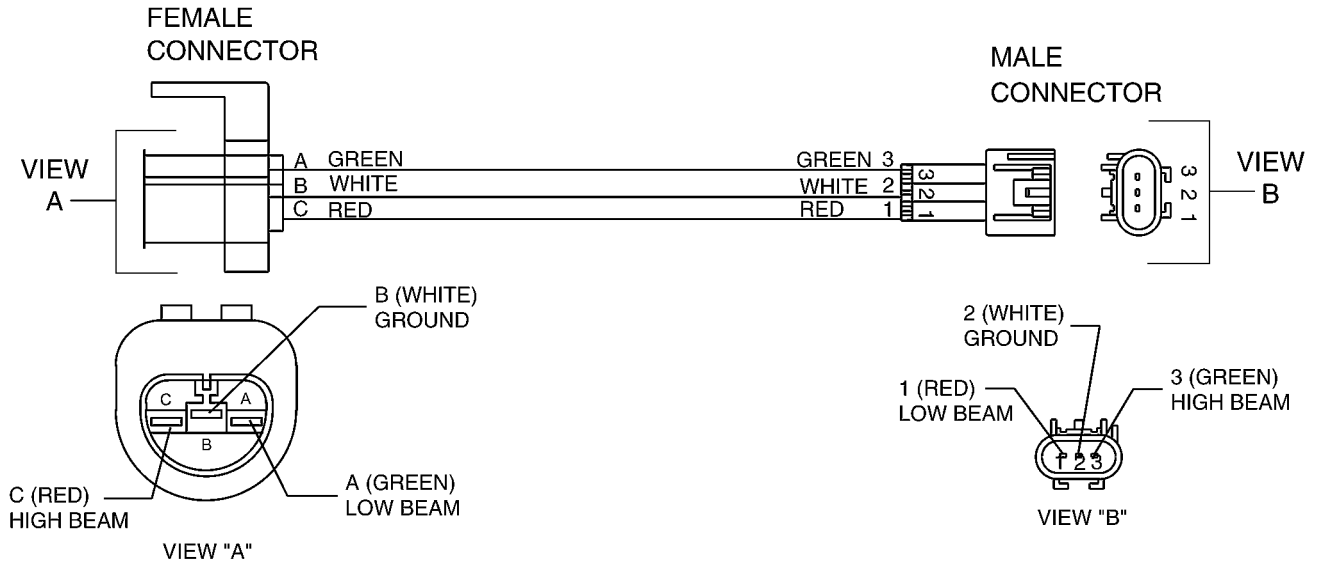 FEMALE
CONNECTOR
MALE
CONNECTOR
VIEW
A
A GREEN
B WHITE
C RED
GREEN 3
WHITE 2
RED 1
3
2
1
3
2
1
VIEW
B
B (WHITE)
GROUND
C
A
B
C (RED)
HIGH BEAM
A (GREEN)
LOW BEAM
VIEW "A"
2 (WHITE)
GROUND
1 (RED)
LOW BEAM
3 (GREEN)
HIGH BEAM
1 2 3
VIEW "B"